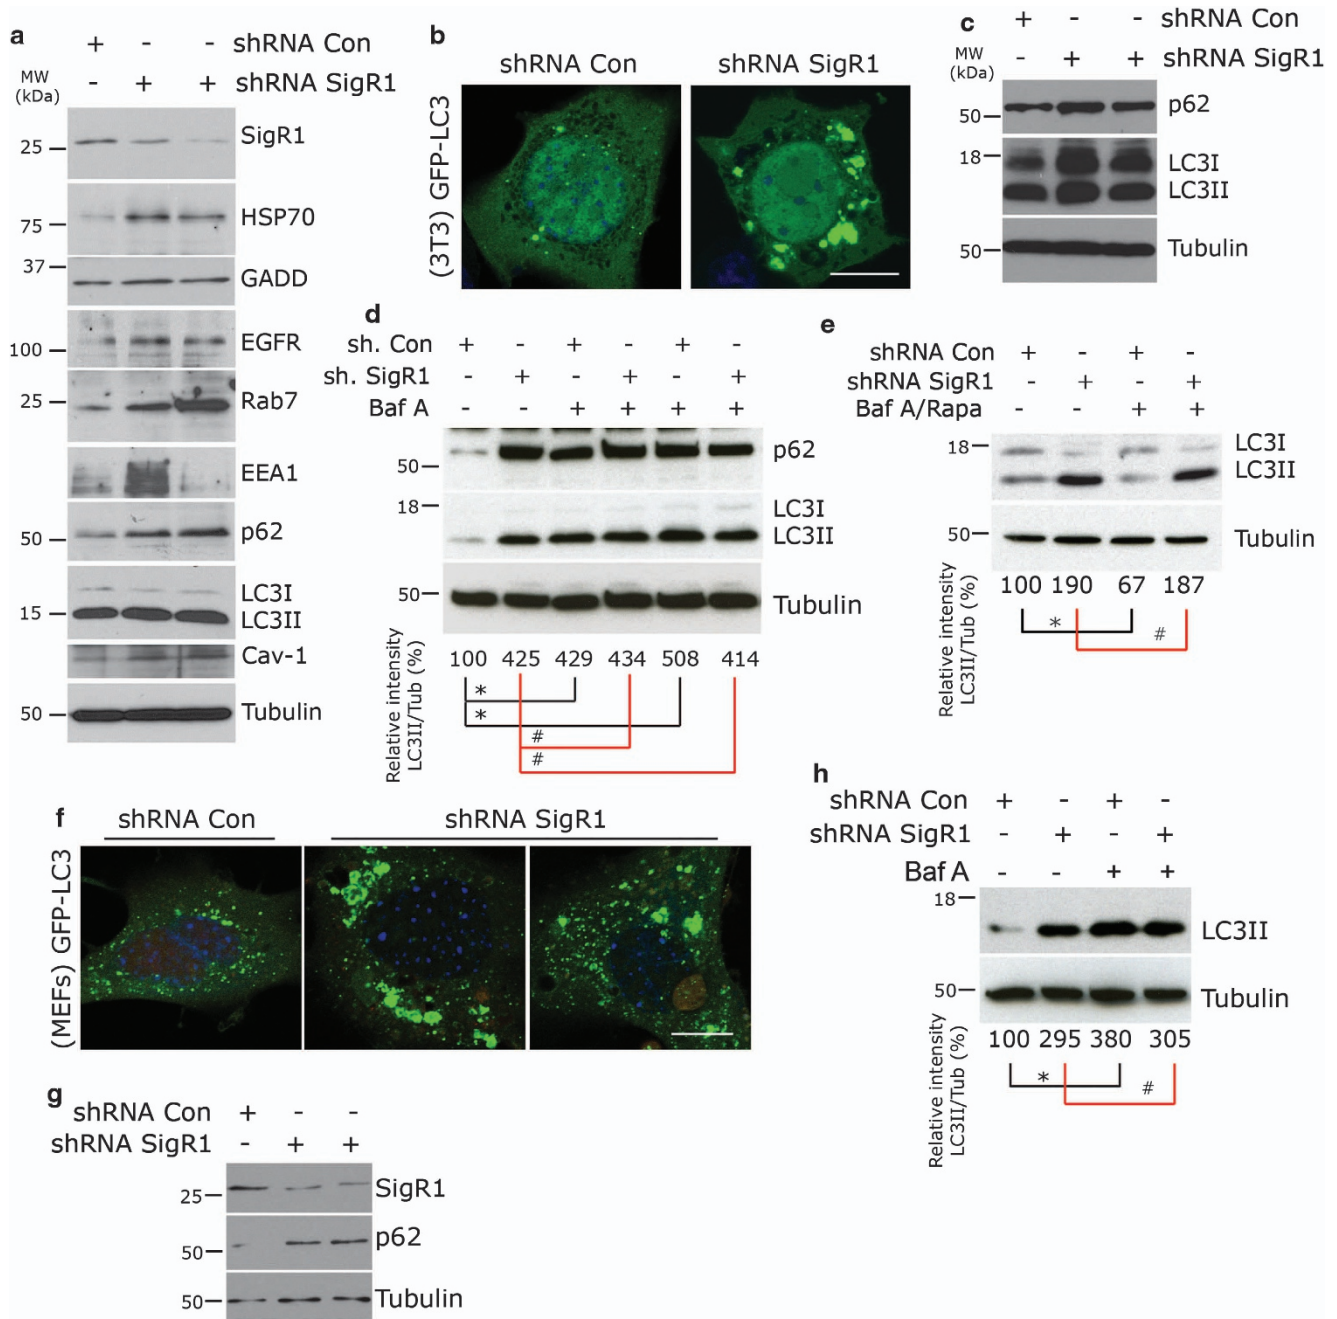 a
+ - - shRNA Con
MW
(kDa)
- + + shRNA SigR1
SigR1
25
HSP70
75
37
GADD
EGFR
100
25
Rab7
EEA1
p62
50
LC3I
15
LC3II
Cav-1
50
Tubulin
b
shRNA Con shRNA SigR1
(3T3) GFP-LC3
c
+ - - shRNA Con
MW
(kDa)
- + + shRNA SigR1
p62
50
18
LC3I
LC3II
50
Tubulin
d
sh. Con + - + - + -
sh. SigR1 - + - + - +
Baf A - - + + + +
p62
50
18
LC3I
LC3II
50
Tubulin
Relative intensity
LC3II/Tub (%)
100 425 429 434 508 414
*
*
#
#
e
shRNA Con + - + -
shRNA SigR1 - + - +
Baf A/Rapa - - + +
18
LC3I
LC3II
50
Tubulin
Relative intensity
LC3II/Tub (%)
100 190 67 187
* #
f
shRNA Con shRNA SigR1
(MEFs) GFP-LC3
g
shRNA Con + - -
shRNA SigR1 - + +
SigR1
25
p62
50
50
Tubulin
h
shRNA Con + - + -
shRNA SigR1 - + - +
Baf A - - + +
18
LC3II
50
Tubulin
Relative intensity
LC3II/Tub (%)
100 295 380 305
* #